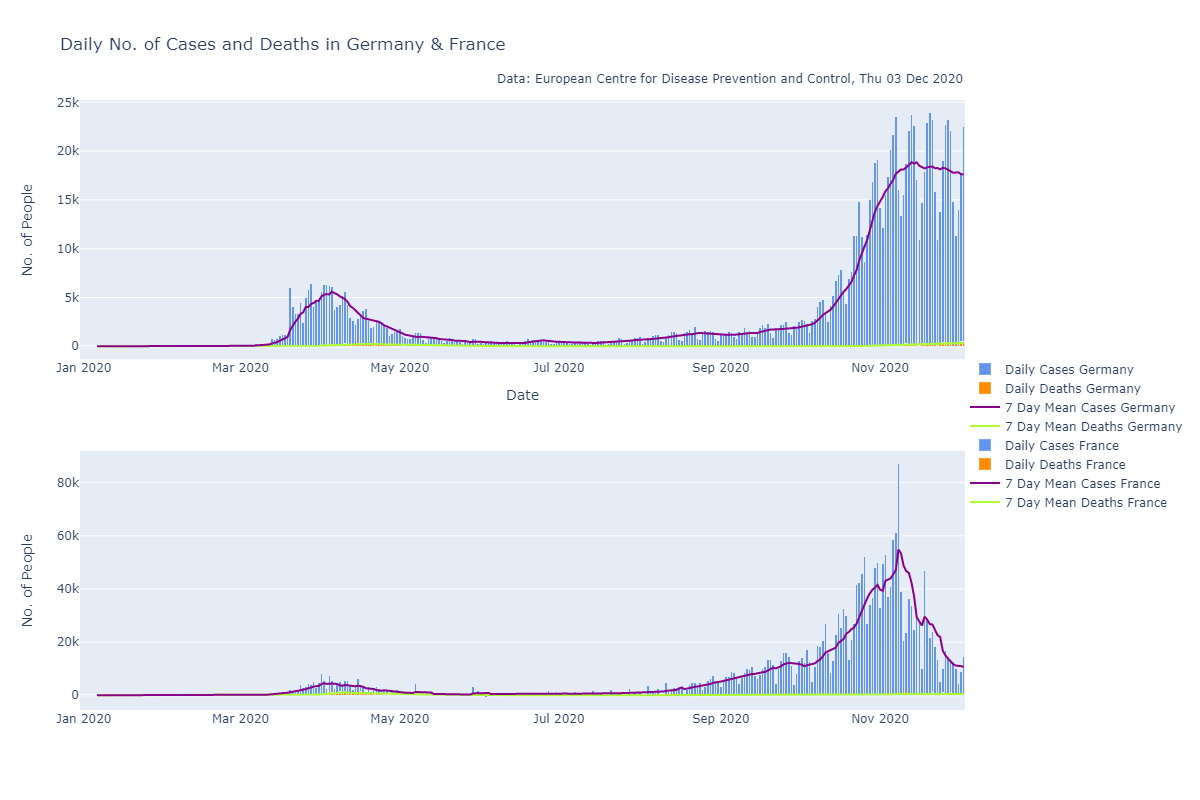 Daily No. of Cases and Deaths in Germany & France
Data: European Centre for Disease Prevention and Control, Thu 03 Dec 2020
25k
20k
15k
10k
5k
0
No. of People
Jan 2020 Mar 2020 May 2020 Jul 2020 Sep 2020 Nov 2020
Date
Daily Cases Germany
Daily Deaths Germany
7 Day Mean Cases Germany
7 Day Mean Deaths Germany
Daily Cases France
Daily Deaths France
7 Day Mean Cases France
7 Day Mean Deaths France
80k
60k
40k
20k
0
No. of People
Jan 2020 Mar 2020 May 2020 Jul 2020 Sep 2020 Nov 2020